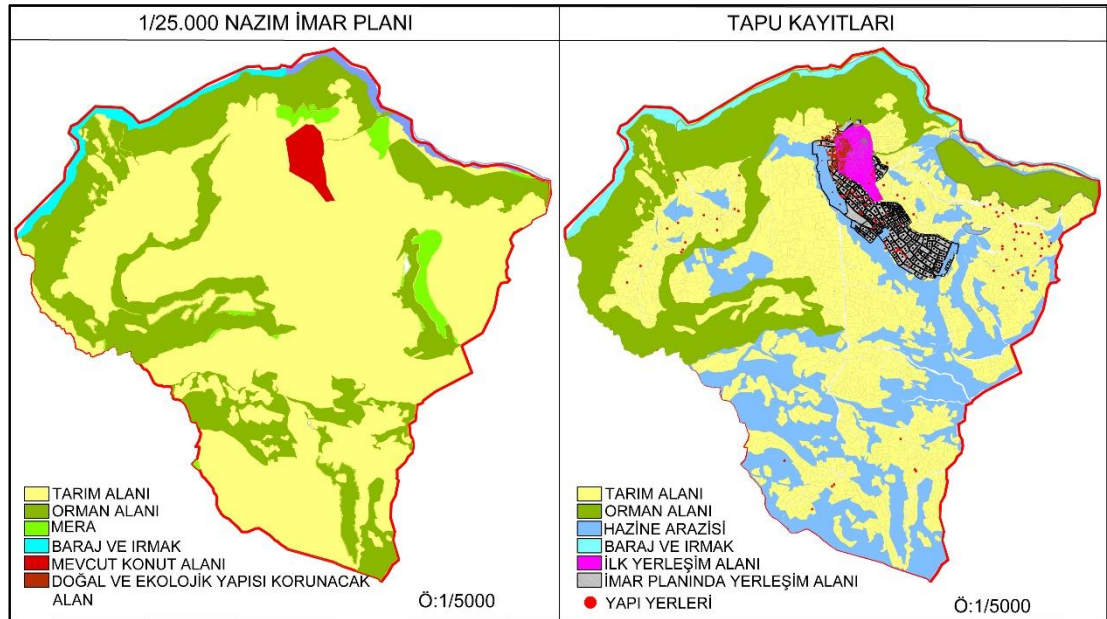 1/25.000 NAZIM İMAR PLANI
TAPU KAYITLARI
TARIM ALANI
ORMAN ALANI
MERA
BARAJ VE IRMAK
MEVCUT KONUT ALANI
DOĞAL VE EKOLOJİK YAPISI KORUNACAK
ALAN
Ö:1/5000
TARIM ALANI
ORMAN ALANI
HAZİNE ARAZİSİ
BARAJ VE IRMAK
İLK YERLEŞİM ALANI
İMAR PLANINDA YERLEŞİM ALANI
YAPI YERLERİ
Ö:1/5000